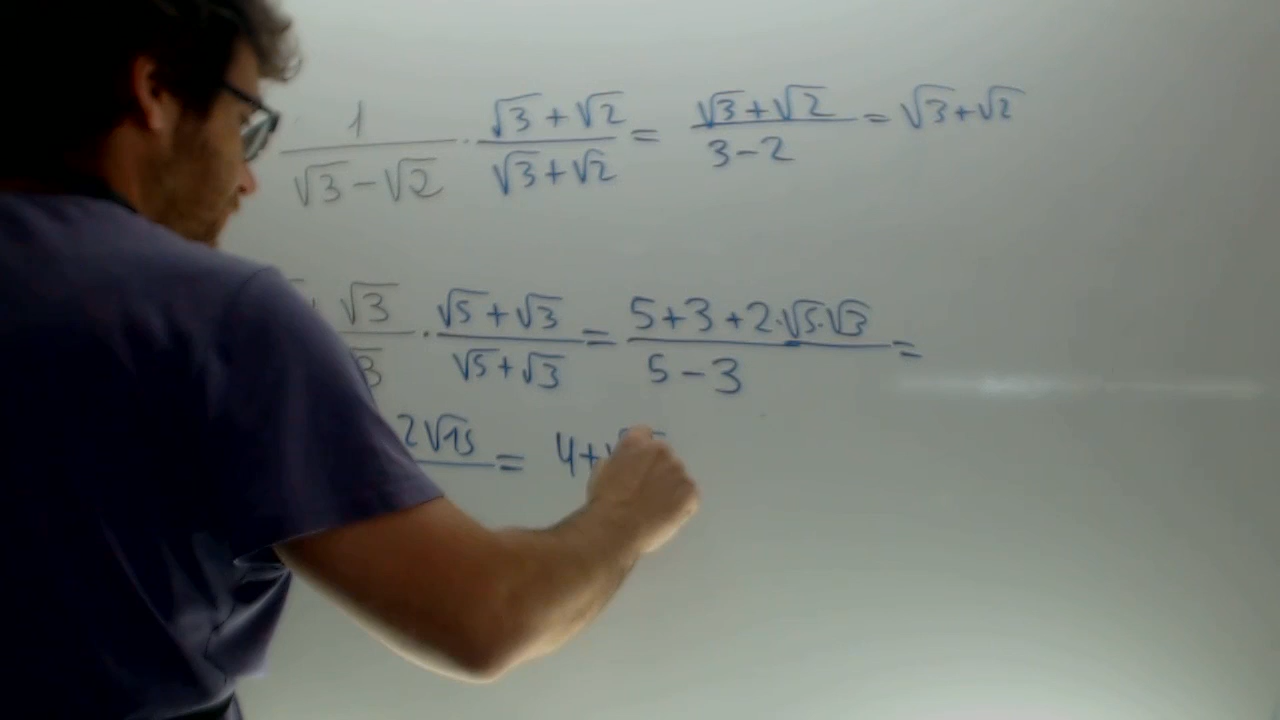 1/(√3-√2) · (√3+√2)/(√3+√2) = (√3+√2)/(3-2) = √3+√2
√3/√3 · (√5+√3)/(√5+√3) = (5+3+2·√5·√3)/(5-3) =
2√15 = 4+